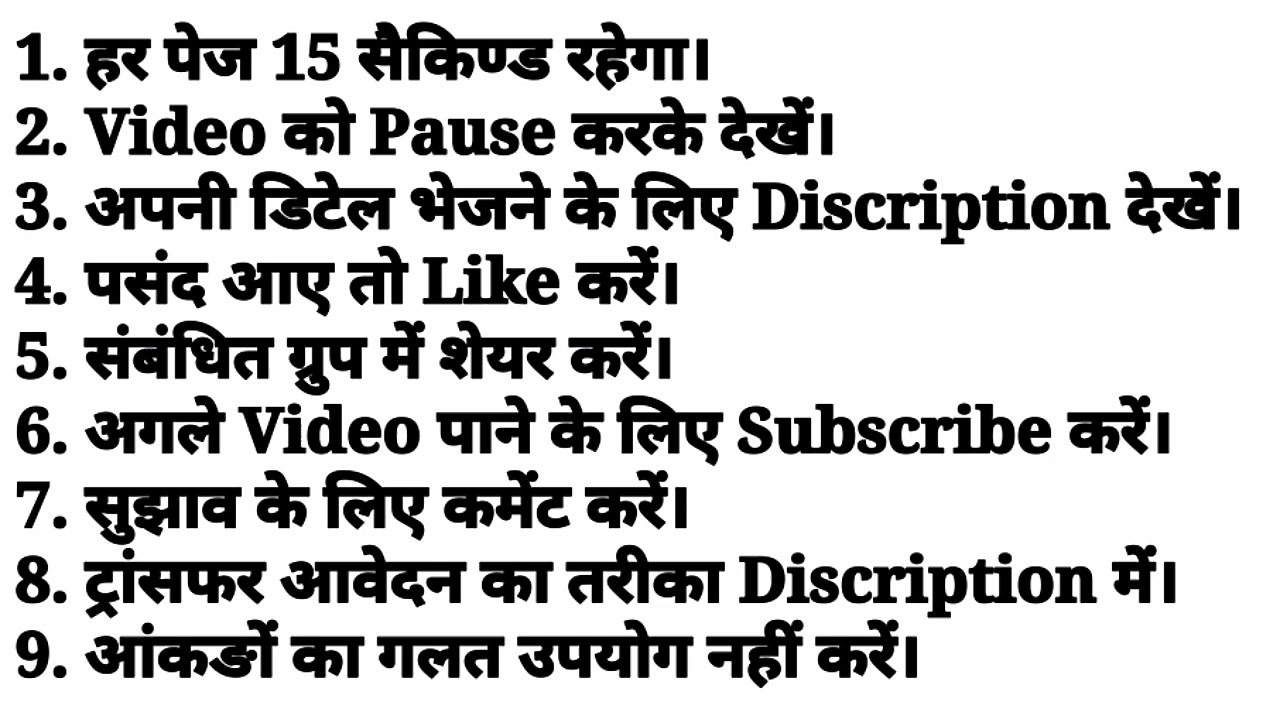 1. हर पेज 15 सैकिण्ड रहेगा।
2. Video को Pause करके देखें।
3. अपनी डिटेल भेजने के लिए Discription देखें।
4. पसंद आए तो Like करें।
5. संबंधित ग्रुप में शेयर करें।
6. अगले Video पाने के लिए Subscribe करें।
7. सुझाव के लिए कमेंट करें।
8. ट्रांसफर आवेदन का तरीका Discription में।
9. आंकङों का गलत उपयोग नहीं करें।